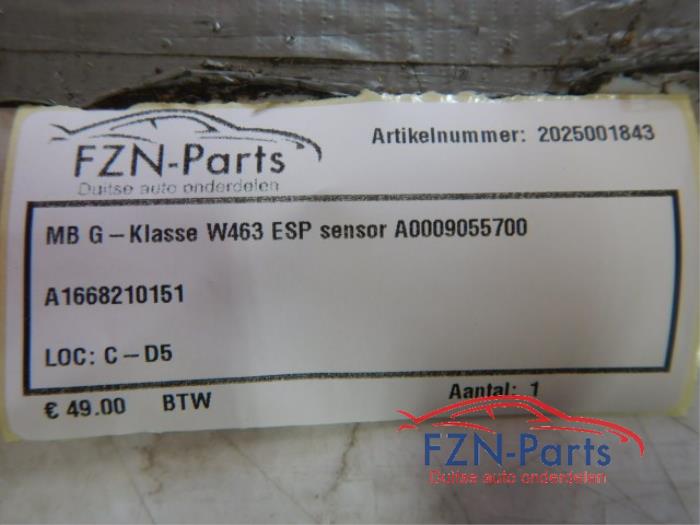 FZN-Parts
Duitse auto onderdelen
Artikelnummer: 2025001843
MB G-Klasse W463 ESP sensor A0009055700
A1668210151
LOC: C-D5
€ 49.00 BTW Aantal: 1
FZN-Parts
Duitse auto onderdelen